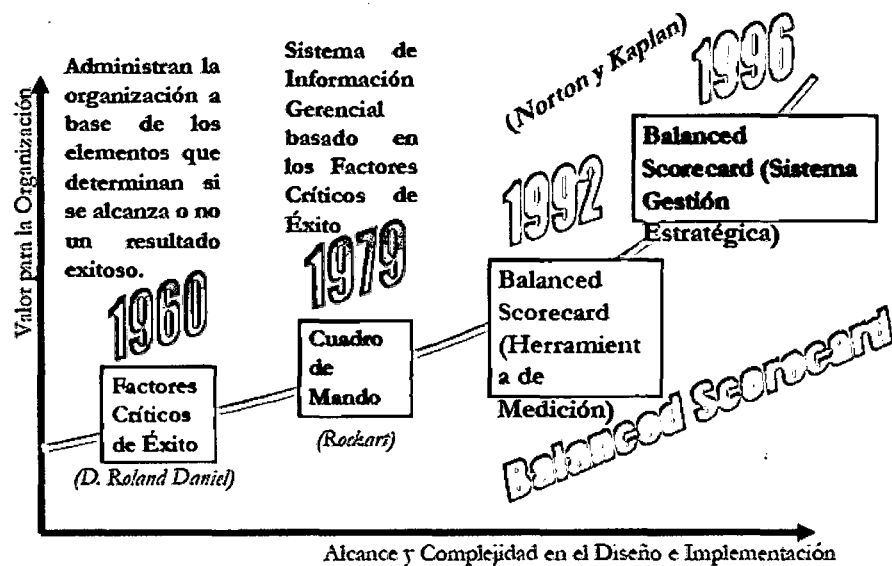 Valor para la Organización
Administran la
organización a
base de los
elementos que
determinan si
se alcanza o no
un resultado
exitoso.
1960
Factores
Críticos
de Éxito
(D. Roland Daniel)
Sistema de
Información
Gerencial
basado en
los Factores
Críticos de
Éxito
1979
Cuadro
de
Mando
(Rockart)
(Norton y Kaplan)
1992
Balanced
Scorecard
(Herramient
a de
Medición)
1996
Balanced
Scorecard (Sistema
Gestión
Estratégica)
Balanced Scorocard
Alcance y Complejidad en el Diseño e Implementación